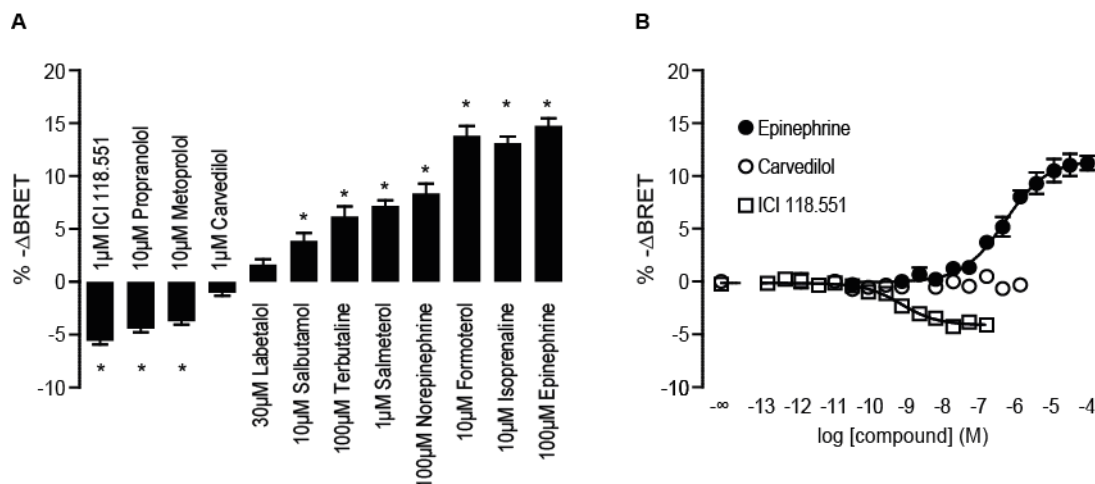 A
% -ΔBRET
20
15
10
5
0
-5
-10
1µM ICI 118.551
10µM Propranolol
10µM Metoprolol
1µM Carvedilol
30µM Labetalol
10µM Salbutamol
100µM Terbutaline
1µM Salmeterol
100µM Norepinephrine
10µM Formoterol
10µM Isoprenaline
100µM Epinephrine
*
*
*
*
*
*
*
*
*
*
B
% -ΔBRET
20
15
10
5
0
-5
-10
Epinephrine
Carvedilol
ICI 118.551
-∞ -13 -12 -11 -10 -9 -8 -7 -6 -5 -4
log [compound] (M)